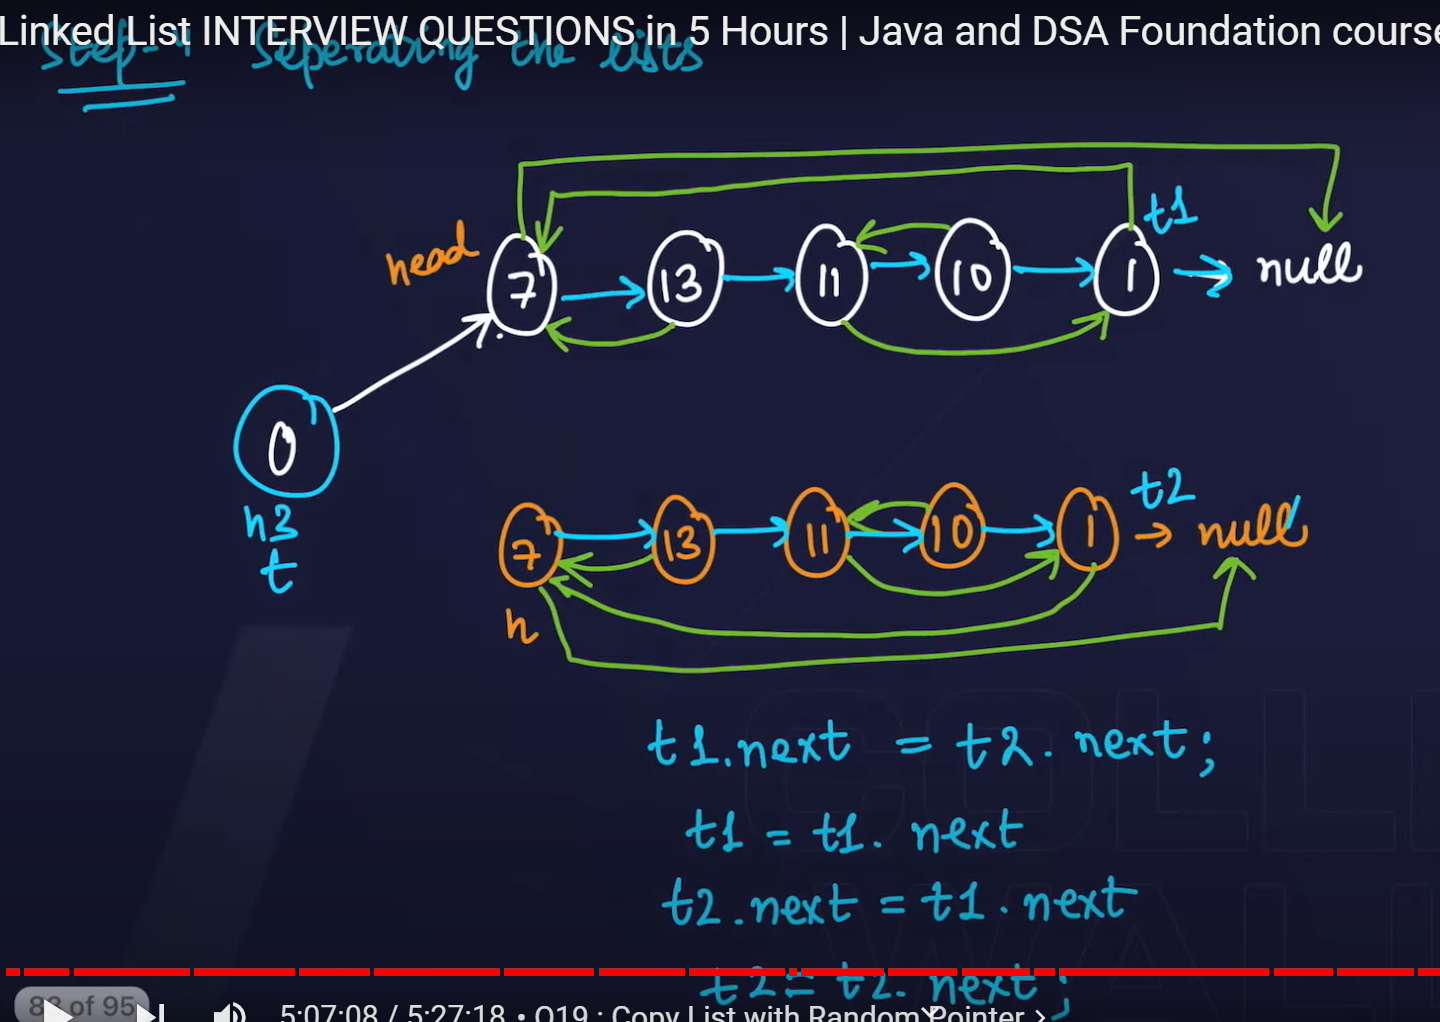 Linked List INTERVIEW QUESTIONS in 5 Hours | Java and DSA Foundation course
Step-4 Seperating the lists
head 7 13 11 10 1 t1 null
0
h3
t
7 13 11 10 1 t2 null
h
t1.next = t2.next;
t1 = t1.next
t2.next = t1.next
t2 = t2.next;
of 95
5:07:08 / 5:27:18 • Q19 : Copy List with Random Pointer >